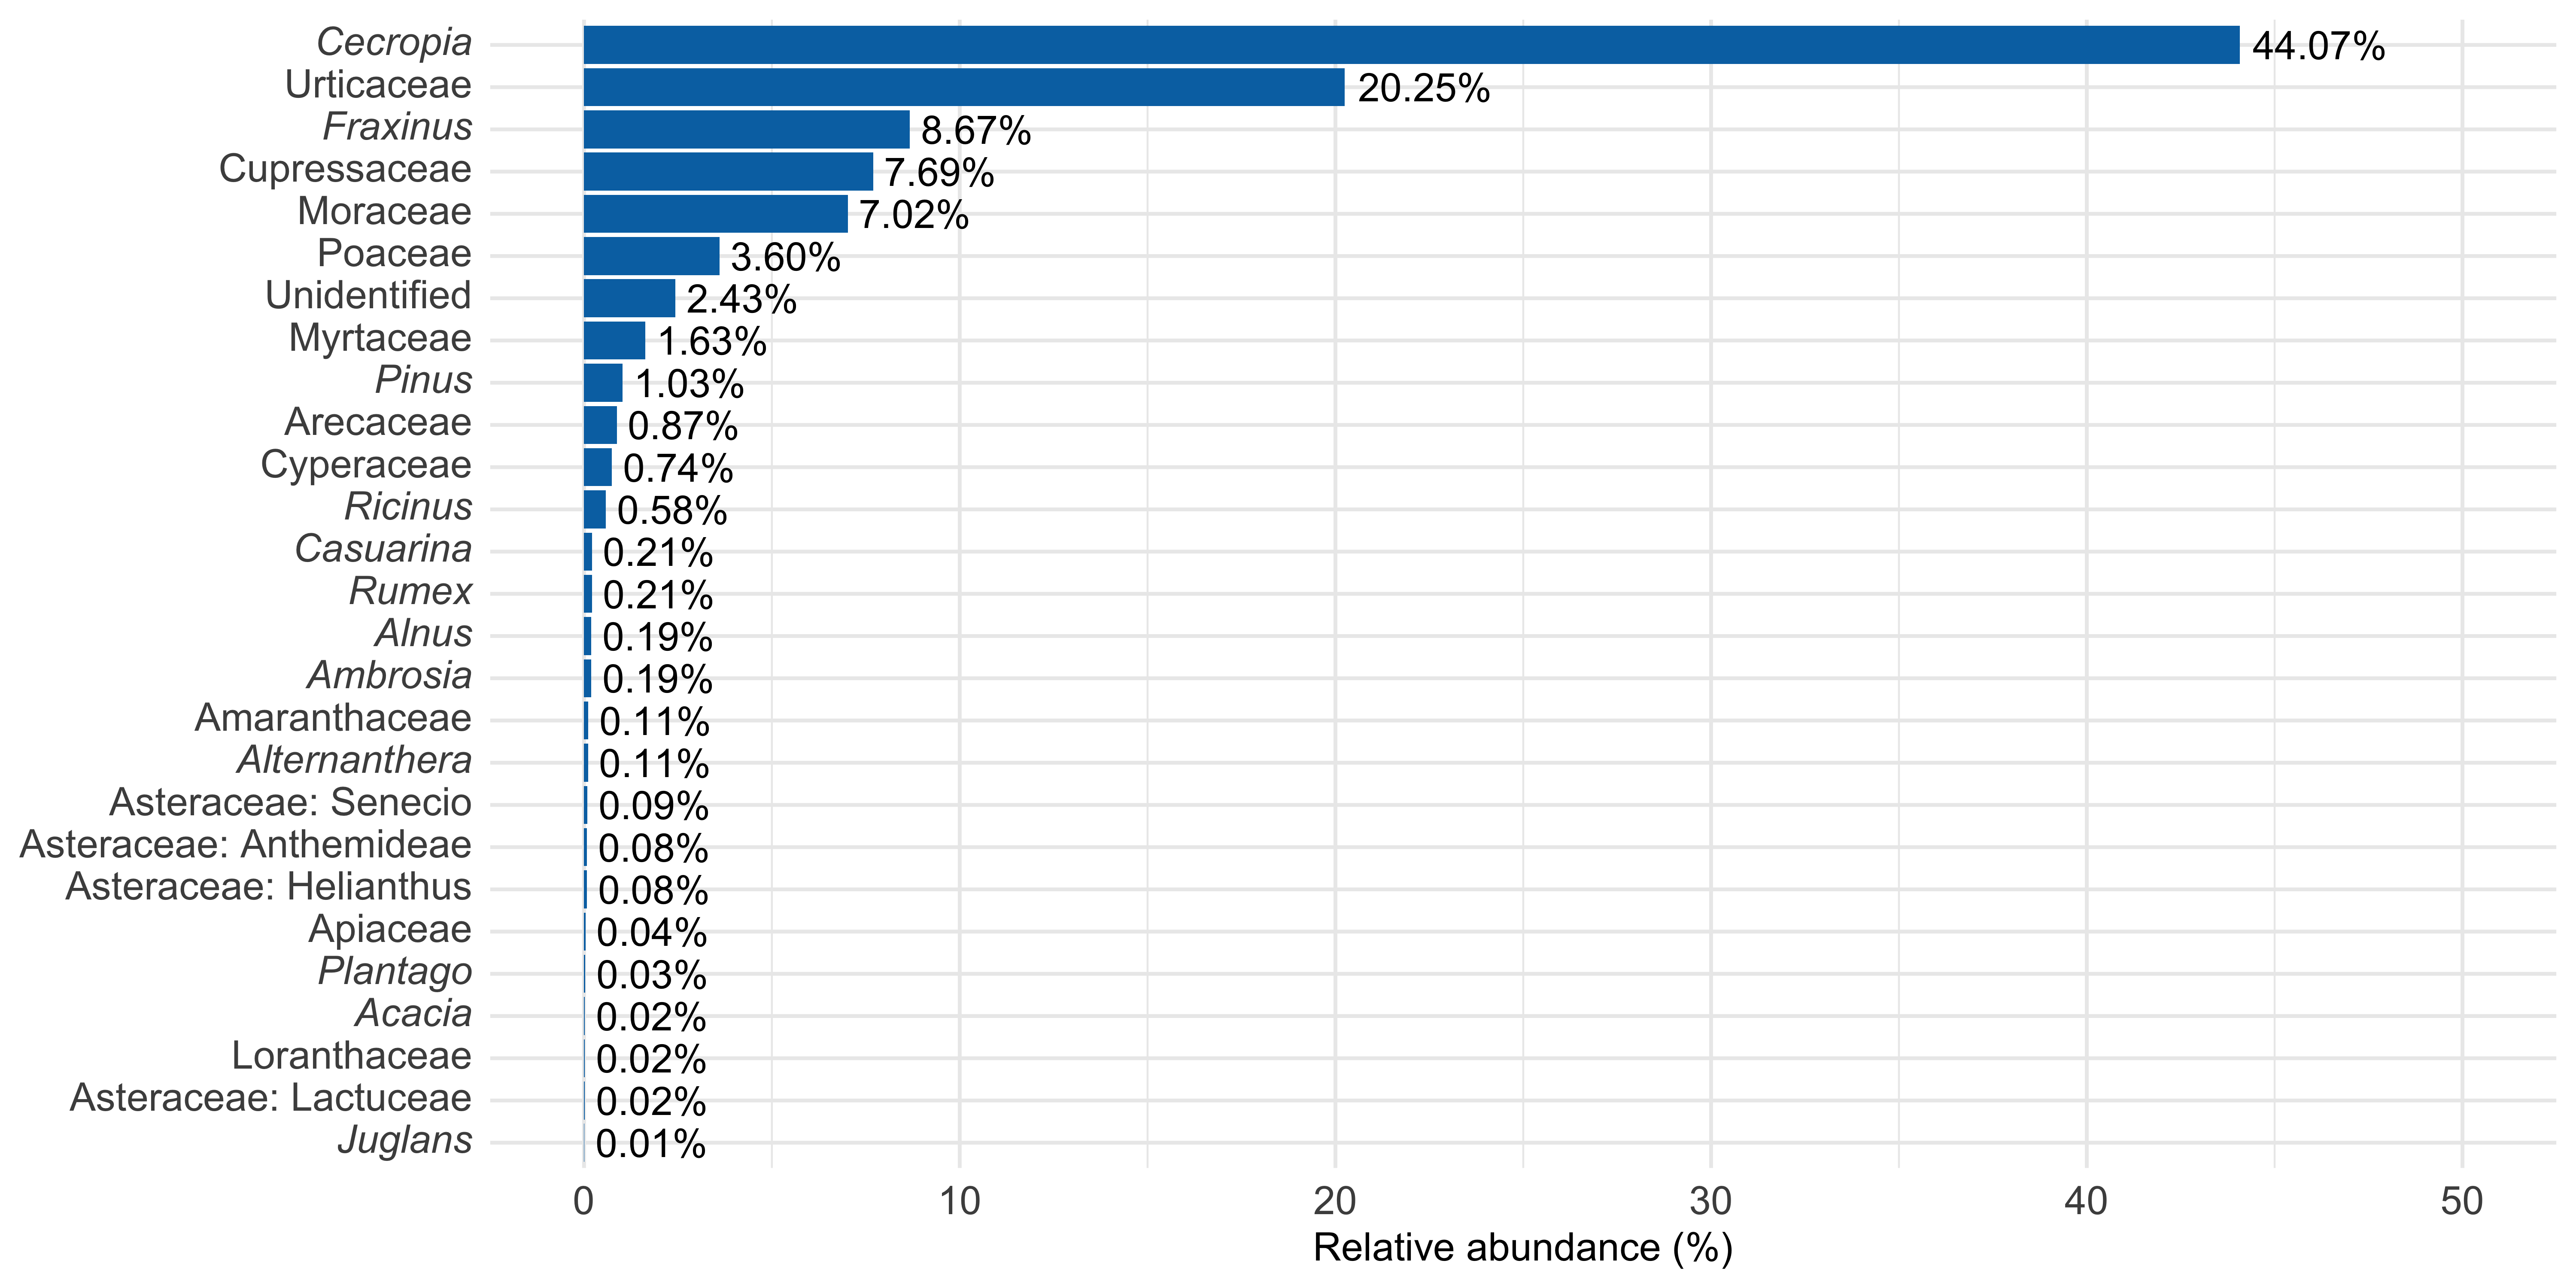 Cecropia 44.07%
Urticaceae 20.25%
Fraxinus 8.67%
Cupressaceae 7.69%
Moraceae 7.02%
Poaceae 3.60%
Unidentified 2.43%
Myrtaceae 1.63%
Pinus 1.03%
Arecaceae 0.87%
Cyperaceae 0.74%
Ricinus 0.58%
Casuarina 0.21%
Rumex 0.21%
Alnus 0.19%
Ambrosia 0.19%
Amaranthaceae 0.11%
Alternanthera 0.11%
Asteraceae: Senecio 0.09%
Asteraceae: Anthemideae 0.08%
Asteraceae: Helianthus 0.08%
Apiaceae 0.04%
Plantago 0.03%
Acacia 0.02%
Loranthaceae 0.02%
Asteraceae: Lactuceae 0.02%
Juglans 0.01%
0 10 20 30 40 50
Relative abundance (%)